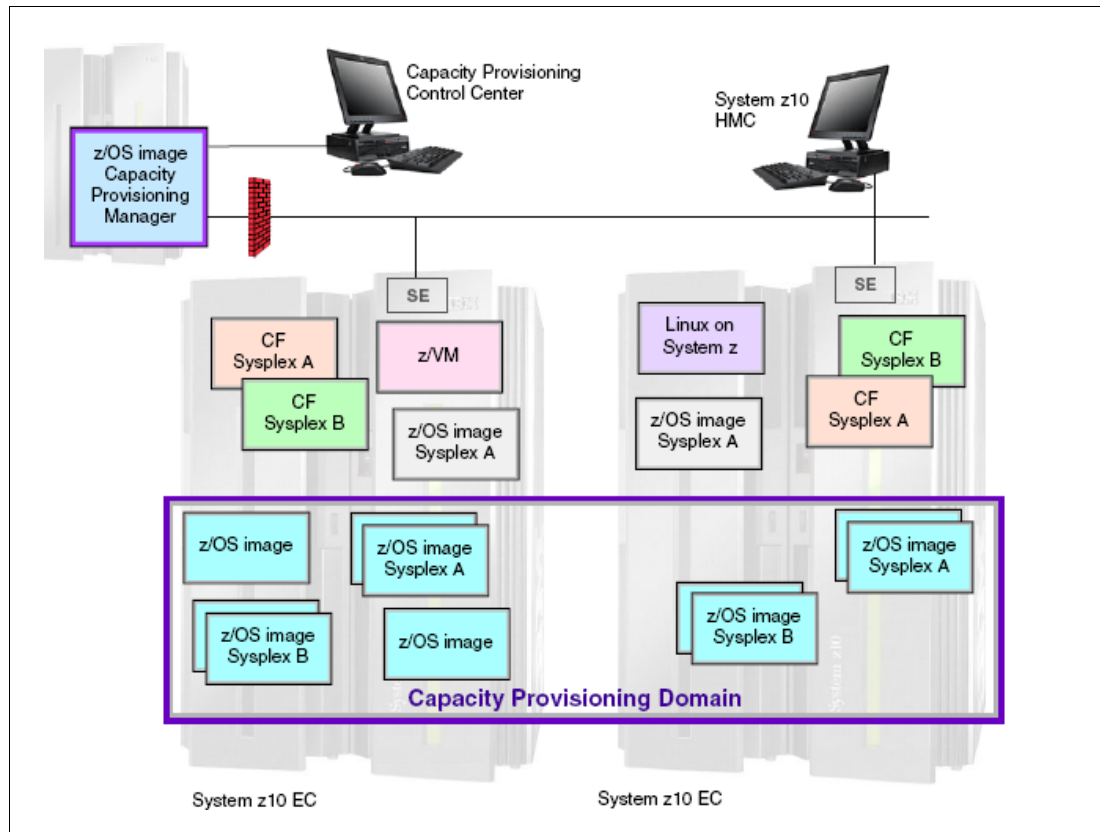 Capacity Provisioning
Control Center
System z10
HMC
z/OS image
Capacity
Provisioning
Manager
SE
SE
CF
Sysplex A
z/VM
Linux on
System z
CF
Sysplex B
CF
Sysplex B
CF
Sysplex A
z/OS image
Sysplex A
z/OS image
Sysplex A
z/OS image
z/OS image
Sysplex A
z/OS image
Sysplex A
z/OS image
Sysplex B
z/OS image
z/OS image
Sysplex B
System z10
Capacity Provisioning Domain
System z10 EC
System z10 EC